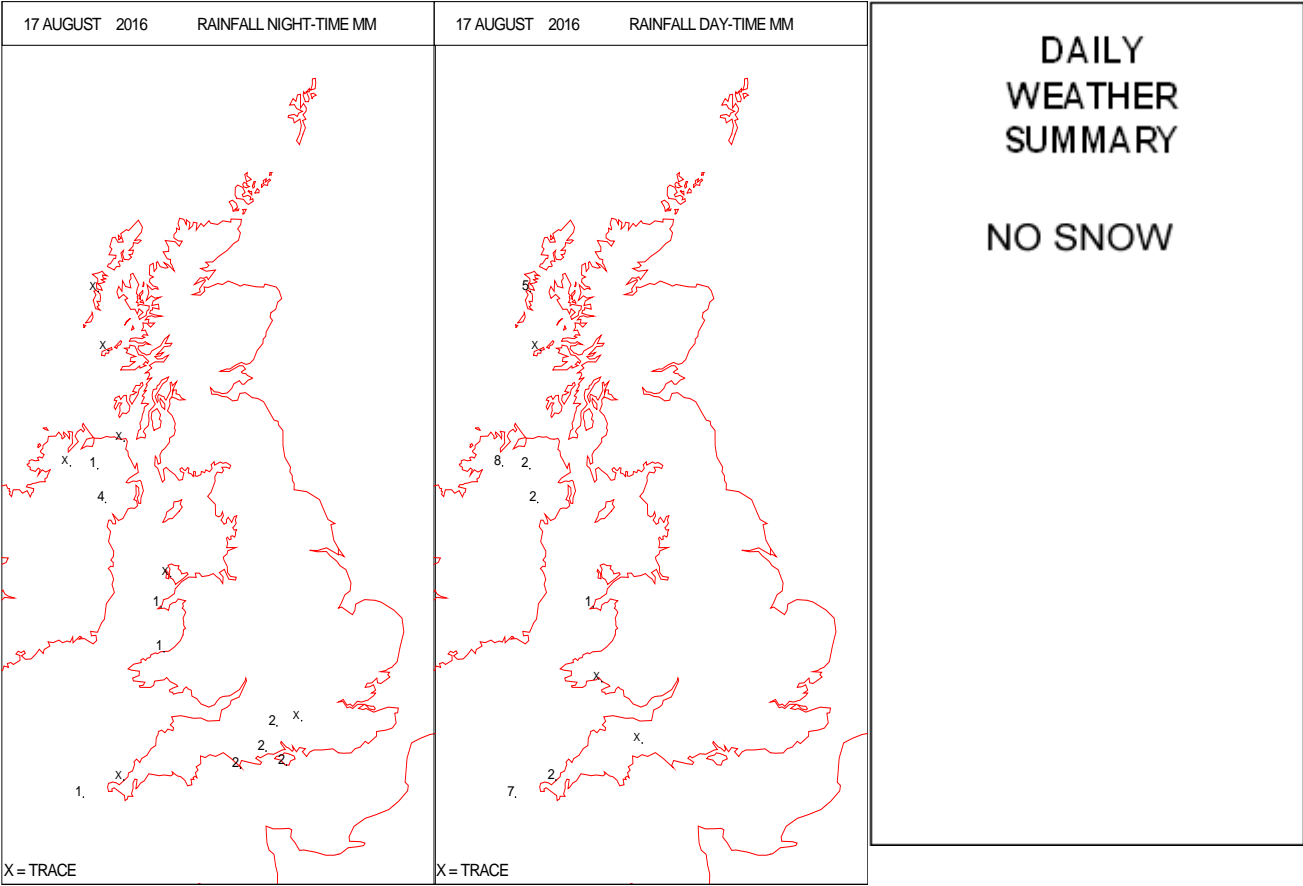 17 AUGUST 2016 RAINFALL NIGHT-TIME MM
X
X.
X.
X. 1.
4.
X
1.
1.
2. X.
2.
2. 2.
X.
1.
X = TRACE
17 AUGUST 2016 RAINFALL DAY-TIME MM
5
X.
8. 2.
2.
1.
X
X.
2.
7.
X = TRACE
DAILY
WEATHER
SUMMARY
NO SNOW